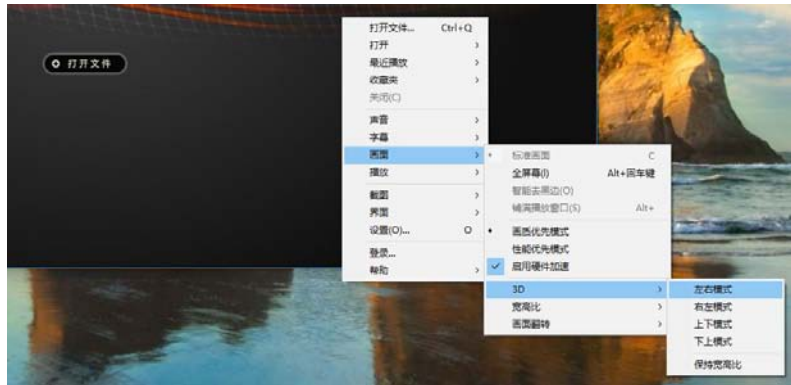 打开文件
打开文件... Ctrl+Q
打开
最近播放
收藏夹
关闭(C)
声音
字幕
画面
播放
截图
界面
设置(O)... O
登录...
帮助
标准画面 C
全屏幕(I) Alt+回车键
智能去黑边(O)
铺满播放窗口(S) Alt+
画质优先模式
性能优先模式
启用硬件加速
3D
宽高比
画面翻转
左右模式
右左模式
上下模式
下上模式
保持宽高比